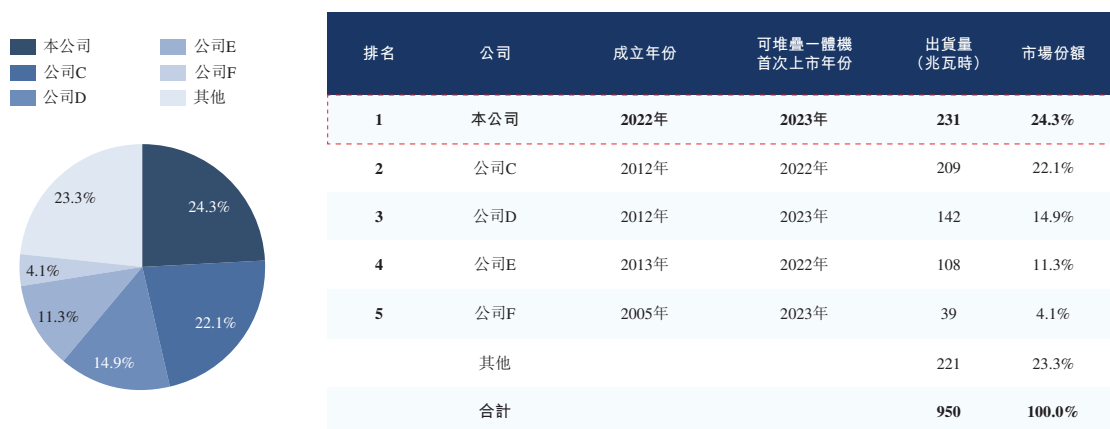 本公司 公司E
公司C 公司F
公司D 其他
24.3%
22.1%
14.9%
11.3%
4.1%
23.3%
排名 公司 成立年份 可堆疊一體機 首次上市年份 出貨量 （兆瓦時） 市場份額
1 本公司 2022年 2023年 231 24.3%
2 公司C 2012年 2022年 209 22.1%
3 公司D 2012年 2023年 142 14.9%
4 公司E 2013年 2022年 108 11.3%
5 公司F 2005年 2023年 39 4.1%
其他 221 23.3%
合計 950 100.0%